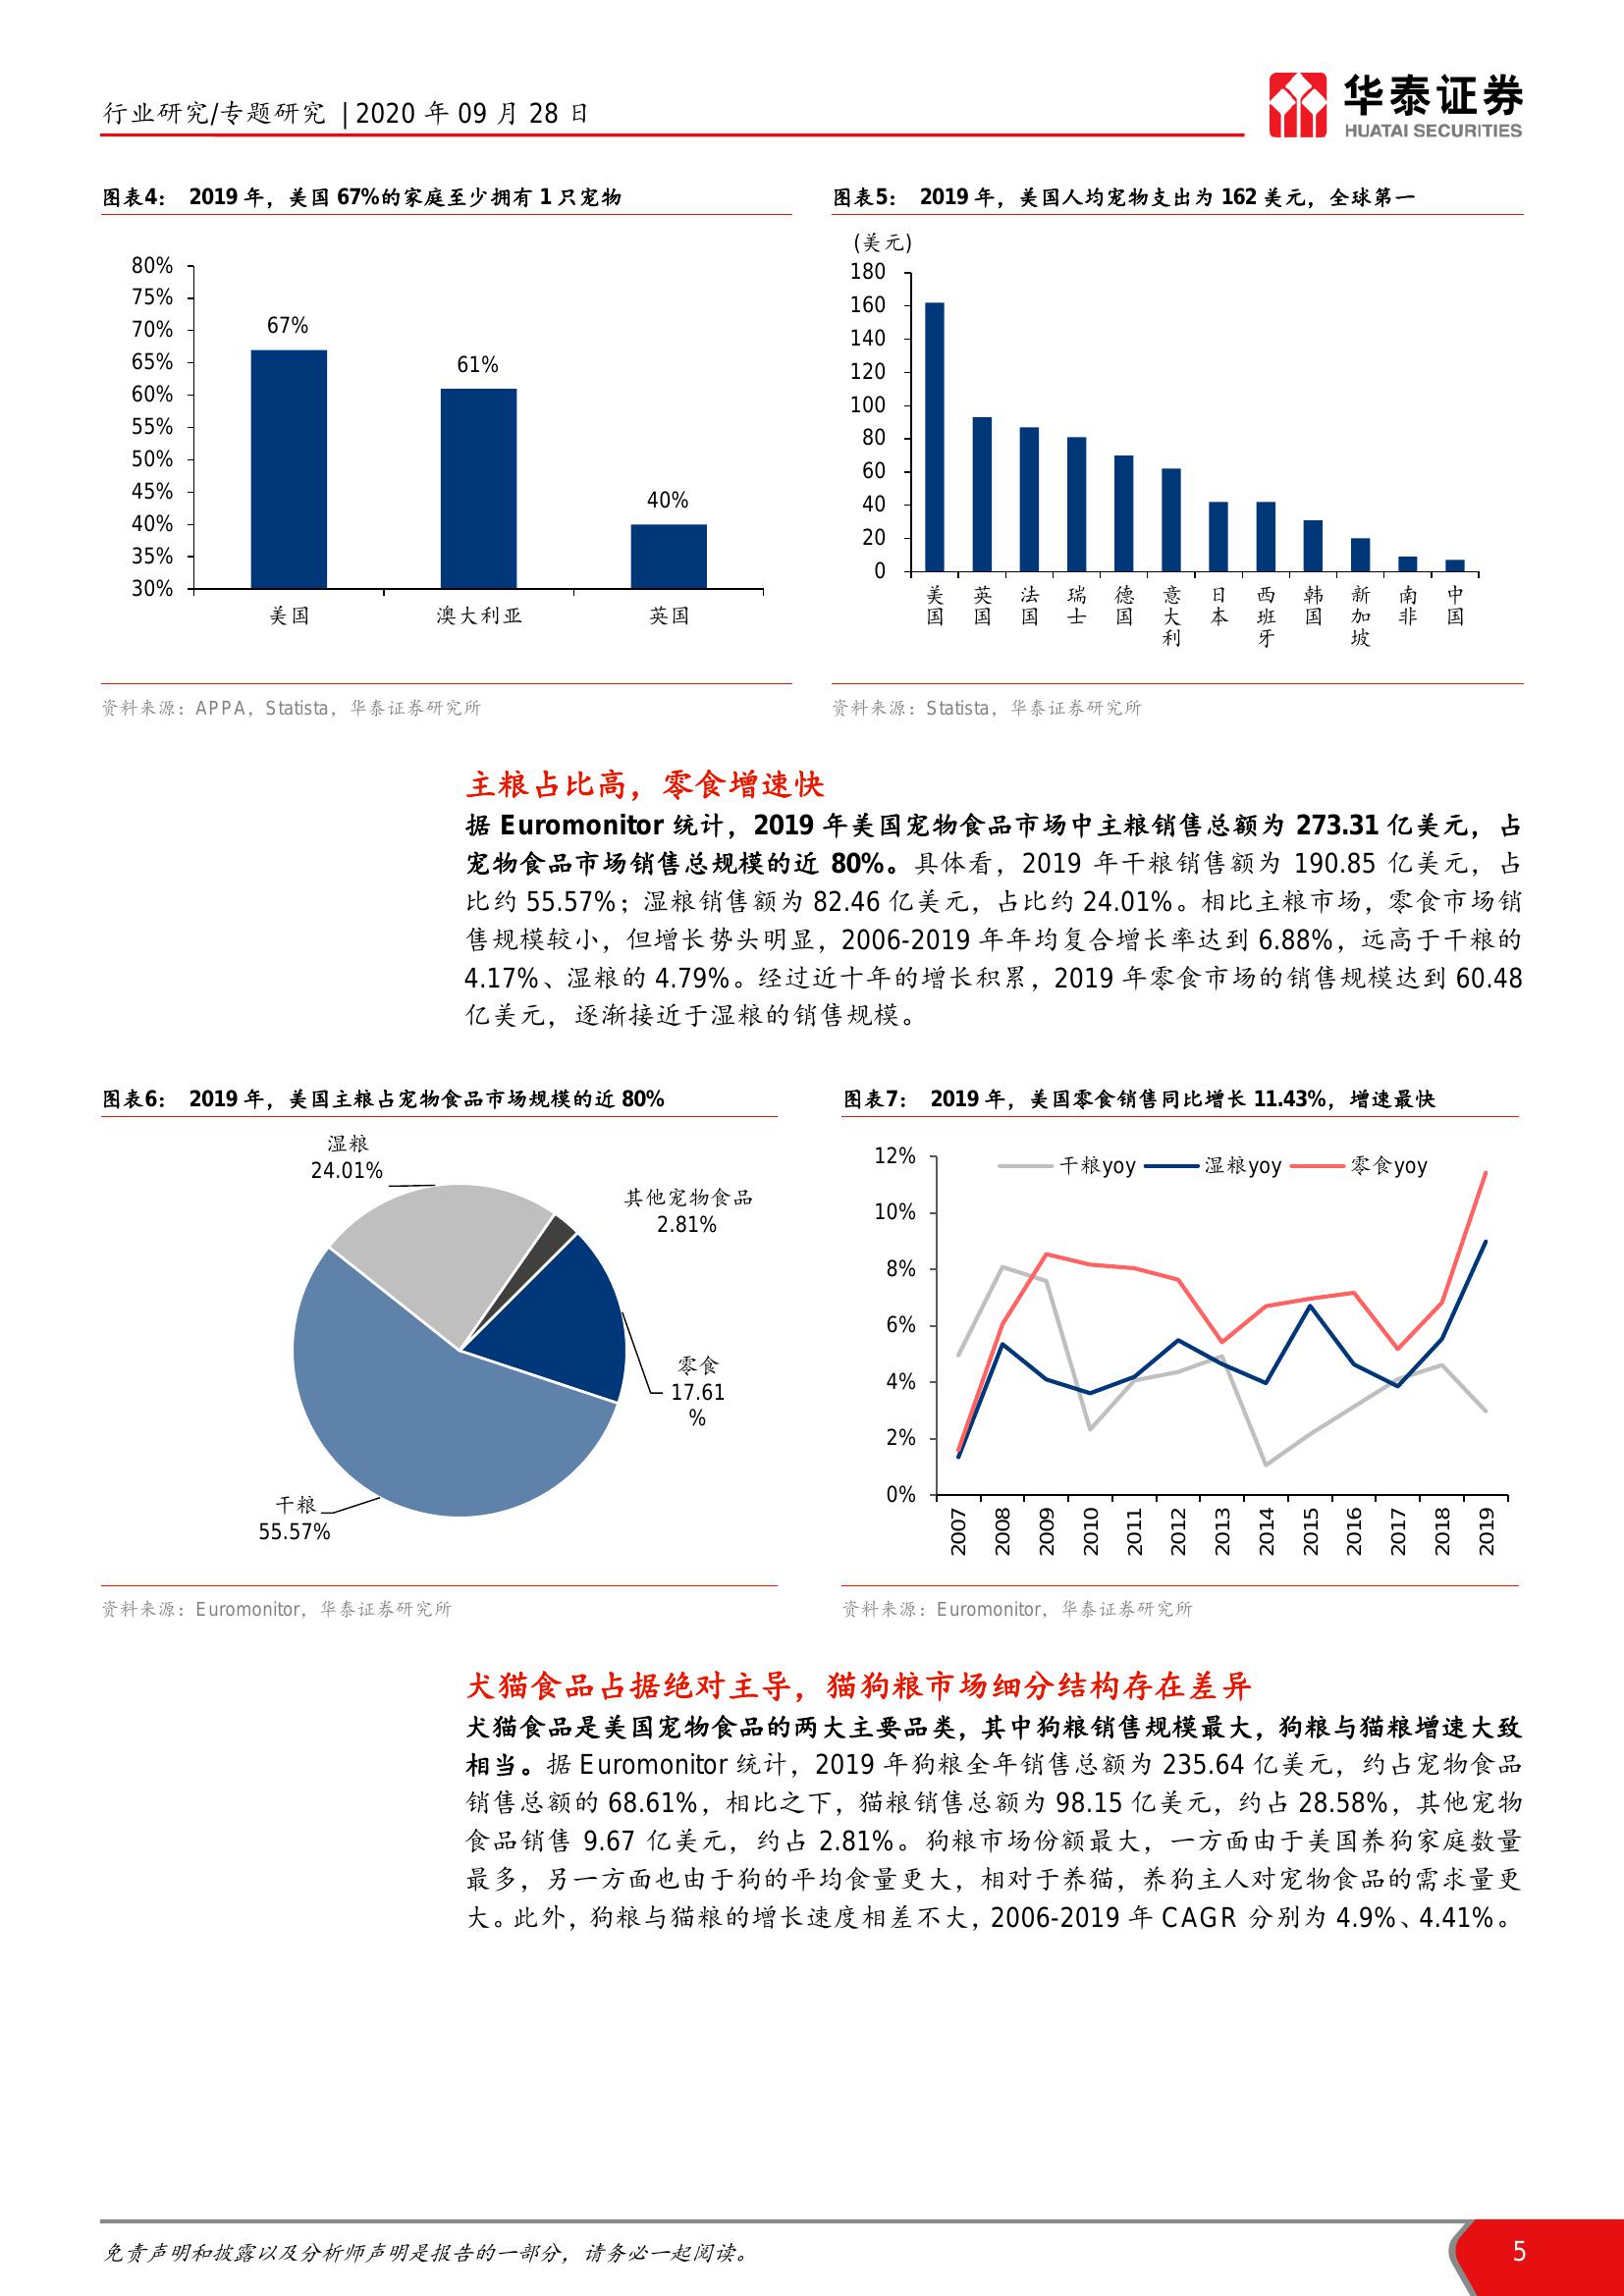 行业研究/专题研究 | 2020 年 09 月 28 日
华泰证券
HUATAI SECURITIES
图表4： 2019 年，美国 67%的家庭至少拥有 1 只宠物
80%
75%
70%
65%
60%
55%
50%
45%
40%
35%
30%
67%
61%
40%
美国
澳大利亚
英国
资料来源：APPA，Statista，华泰证券研究所
图表5： 2019 年，美国人均宠物支出为 162 美元，全球第一
(美元)
180
160
140
120
100
80
60
40
20
0
美国
英国
法国
瑞士
德国
意大利
日本
西班牙
韩国
新加坡
南非
中国
资料来源：Statista，华泰证券研究所
主粮占比高，零食增速快
据 Euromonitor 统计，2019 年美国宠物食品市场中主粮销售总额为 273.31 亿美元，占
宠物食品市场销售总规模的近 80%。具体看，2019 年干粮销售额为 190.85 亿美元，占
比约 55.57%；湿粮销售额为 82.46 亿美元，占比约 24.01%。相比主粮市场，零食市场销
售规模较小，但增长势头明显，2006-2019 年年均复合增长率达到 6.88%，远高于干粮的
4.17%、湿粮的 4.79%。经过近十年的增长积累，2019 年零食市场的销售规模达到 60.48
亿美元，逐渐接近于湿粮的销售规模。
图表6： 2019 年，美国主粮占宠物食品市场规模的近 80%
湿粮
24.01%
其他宠物食品
2.81%
零食
17.61
%
干粮
55.57%
资料来源：Euromonitor，华泰证券研究所
图表7： 2019 年，美国零食销售同比增长 11.43%，增速最快
干粮yoy 湿粮yoy 零食yoy
12%
10%
8%
6%
4%
2%
0%
2007
2008
2009
2010
2011
2012
2013
2014
2015
2016
2017
2018
2019
资料来源：Euromonitor，华泰证券研究所
犬猫食品占据绝对主导，猫狗粮市场细分结构存在差异
犬猫食品是美国宠物食品的两大主要品类，其中狗粮销售规模最大，狗粮与猫粮增速大致
相当。据 Euromonitor 统计，2019 年狗粮全年销售总额为 235.64 亿美元，约占宠物食品
销售总额的 68.61%，相比之下，猫粮销售总额为 98.15 亿美元，约占 28.58%，其他宠物
食品销售 9.67 亿美元，约占 2.81%。狗粮市场份额最大，一方面由于美国养狗家庭数量
最多，另一方面也由于狗的平均食量更大，相对于养猫，养狗主人对宠物食品的需求量更
大。此外，狗粮与猫粮的增长速度相差不大，2006-2019 年 CAGR 分别为 4.9%、4.41%。
免责声明和披露以及分析师声明是报告的一部分，请务必一起阅读。
5